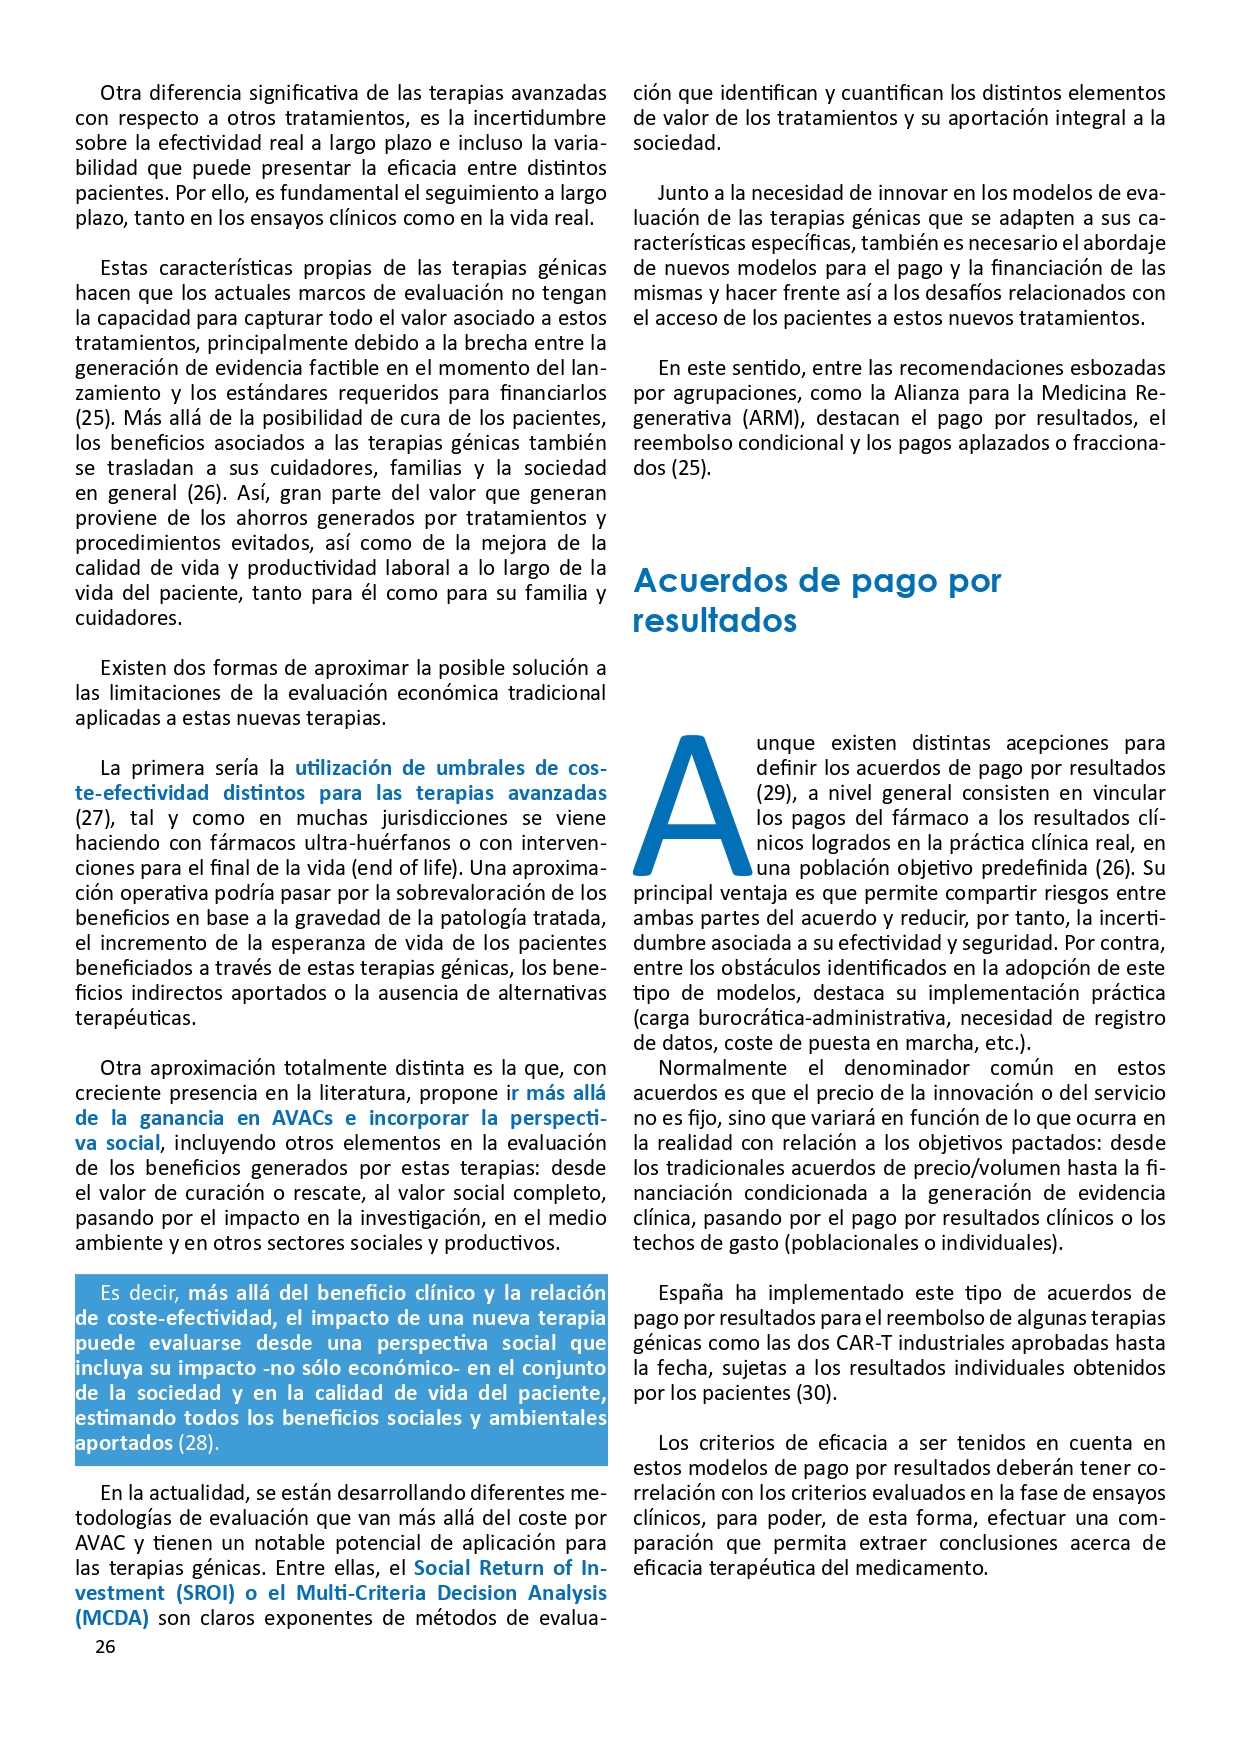 Otra diferencia significativa de las terapias avanzadas
con respecto a otros tratamientos, es la incertidumbre
sobre la efectividad real a largo plazo e incluso la varia-
bilidad que puede presentar la eficacia entre distintos
pacientes. Por ello, es fundamental el seguimiento a largo
plazo, tanto en los ensayos clínicos como en la vida real.
Estas características propias de las terapias génicas
hacen que los actuales marcos de evaluación no tengan
la capacidad para capturar todo el valor asociado a estos
tratamientos, principalmente debido a la brecha entre la
generación de evidencia factible en el momento del lan-
zamiento y los estándares requeridos para financiarlos
(25). Más allá de la posibilidad de cura de los pacientes,
los beneficios asociados a las terapias génicas también
se trasladan a sus cuidadores, familias y la sociedad
en general (26). Así, gran parte del valor que generan
proviene de los ahorros generados por tratamientos y
procedimientos evitados, así como de la mejora de la
calidad de vida y productividad laboral a lo largo de la
vida del paciente, tanto para él como para su familia y
cuidadores.
Existen dos formas de aproximar la posible solución a
las limitaciones de la evaluación económica tradicional
aplicadas a estas nuevas terapias.
La primera sería la utilización de umbrales de cos-
te-efectividad distintos para las terapias avanzadas
(27), tal y como en muchas jurisdicciones se viene
haciendo con fármacos ultra-huérfanos o con interven-
ciones para el final de la vida (end of life). Una aproxima-
ción operativa podría pasar por la sobrevaloración de los
beneficios en base a la gravedad de la patología tratada,
el incremento de la esperanza de vida de los pacientes
beneficiados a través de estas terapias génicas, los bene-
ficios indirectos aportados o la ausencia de alternativas
terapéuticas.
Otra aproximación totalmente distinta es la que, con
creciente presencia en la literatura, propone ir más allá
de la ganancia en AVACs e incorporar la perspecti-
va social, incluyendo otros elementos en la evaluación
de los beneficios generados por estas terapias: desde
el valor de curación o rescate, al valor social completo,
pasando por el impacto en la investigación, en el medio
ambiente y en otros sectores sociales y productivos.
Es decir, más allá del beneficio clínico y la relación
de coste-efectividad, el impacto de una nueva terapia
puede evaluarse desde una perspectiva social que
incluya su impacto -no sólo económico- en el conjunto
de la sociedad y en la calidad de vida del paciente,
estimando todos los beneficios sociales y ambientales
aportados (28).
En la actualidad, se están desarrollando diferentes me-
todologías de evaluación que van más allá del coste por
AVAC y tienen un notable potencial de aplicación para
las terapias génicas. Entre ellas, el Social Return of In-
vestment (SROI) o el Multi-Criteria Decision Analysis
(MCDA) son claros exponentes de métodos de evalua-
26
ción que identifican y cuantifican los distintos elementos
de valor de los tratamientos y su aportación integral a la
sociedad.
Junto a la necesidad de innovar en los modelos de eva-
luación de las terapias génicas que se adapten a sus ca-
racterísticas específicas, también es necesario el abordaje
de nuevos modelos para el pago y la financiación de las
mismas y hacer frente así a los desafíos relacionados con
el acceso de los pacientes a estos nuevos tratamientos.
En este sentido, entre las recomendaciones esbozadas
por agrupaciones, como la Alianza para la Medicina Re-
generativa (ARM), destacan el pago por resultados, el
reembolso condicional y los pagos aplazados o fracciona-
dos (25).
Acuerdos de pago por
resultados
Aunque existen distintas acepciones para
definir los acuerdos de pago por resultados
(29), a nivel general consisten en vincular
los pagos del fármaco a los resultados clí-
nicos logrados en la práctica clínica real, en
una población objetivo predefinida (26). Su
principal ventaja es que permite compartir riesgos entre
ambas partes del acuerdo y reducir, por tanto, la incerti-
dumbre asociada a su efectividad y seguridad. Por contra,
entre los obstáculos identificados en la adopción de este
tipo de modelos, destaca su implementación práctica
(carga burocrática-administrativa, necesidad de registro
de datos, coste de puesta en marcha, etc.).
Normalmente el denominador común en estos
acuerdos es que el precio de la innovación o del servicio
no es fijo, sino que variará en función de lo que ocurra en
la realidad con relación a los objetivos pactados: desde
los tradicionales acuerdos de precio/volumen hasta la fi-
nanciación condicionada a la generación de evidencia
clínica, pasando por el pago por resultados clínicos o los
techos de gasto (poblacionales o individuales).
España ha implementado este tipo de acuerdos de
pago por resultados para el reembolso de algunas terapias
génicas como las dos CAR-T industriales aprobadas hasta
la fecha, sujetas a los resultados individuales obtenidos
por los pacientes (30).
Los criterios de eficacia a ser tenidos en cuenta en
estos modelos de pago por resultados deberán tener co-
rrelación con los criterios evaluados en la fase de ensayos
clínicos, para poder, de esta forma, efectuar una com-
paración que permita extraer conclusiones acerca de
eficacia terapéutica del medicamento.